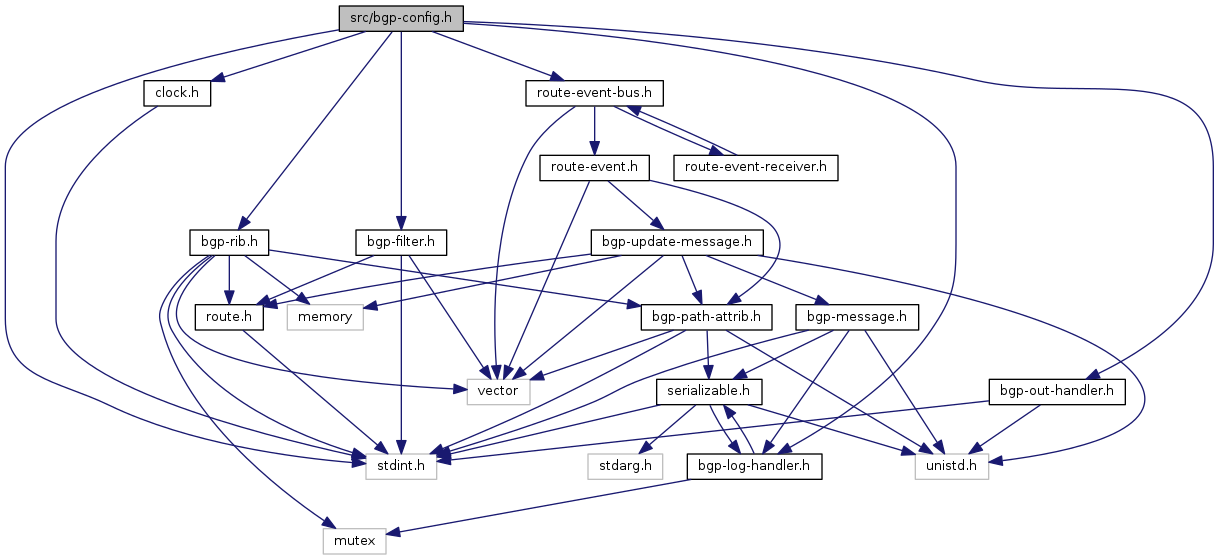 src/bgp-config.h
clock.h
route-event-bus.h
route-event.h
route-event-receiver.h
bgp-rib.h
bgp-filter.h
bgp-update-message.h
route.h
memory
bgp-path-attrib.h
bgp-message.h
vector
serializable.h
bgp-out-handler.h
stdint.h
stdarg.h
bgp-log-handler.h
unistd.h
mutex